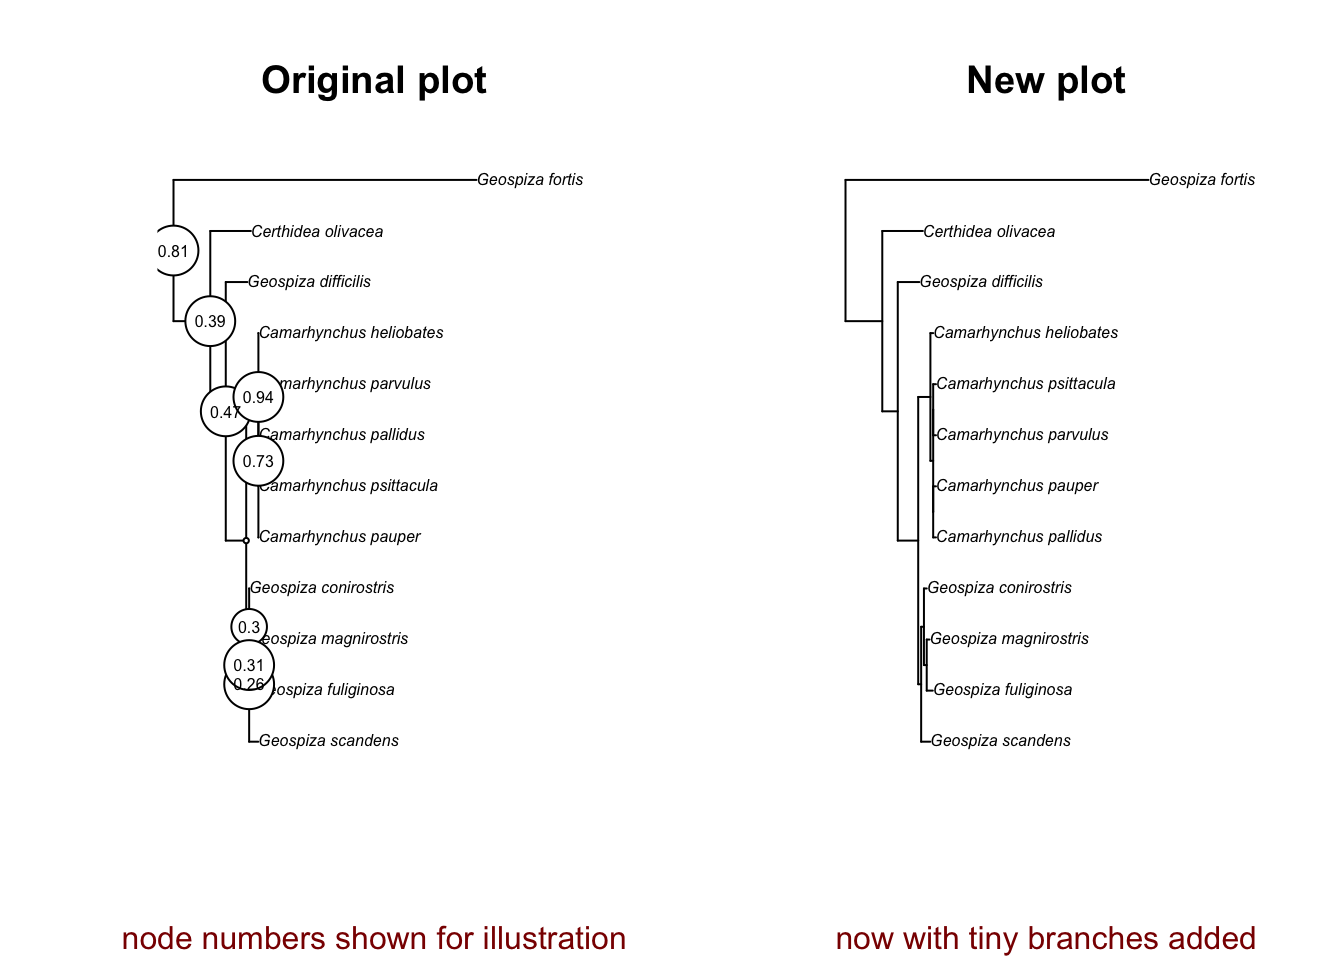 Original plot
Geospiza fortis
Certhidea olivacea
0.81
Geospiza difficilis
0.39
Camarhynchus heliobates
marhynchus parvulus
0.94
0.47
Camarhynchus pallidus
0.73
Camarhynchus psittacula
Camarhynchus pauper
Geospiza conirostris
0.3
eospiza magnirostris
0.31
0.26
eospiza fuliginosa
Geospiza scandens
node numbers shown for illustration
New plot
Geospiza fortis
Certhidea olivacea
Geospiza difficilis
Camarhynchus heliobates
Camarhynchus psittacula
Camarhynchus parvulus
Camarhynchus pauper
Camarhynchus pallidus
Geospiza conirostris
Geospiza magnirostris
Geospiza fuliginosa
Geospiza scandens
now with tiny branches added